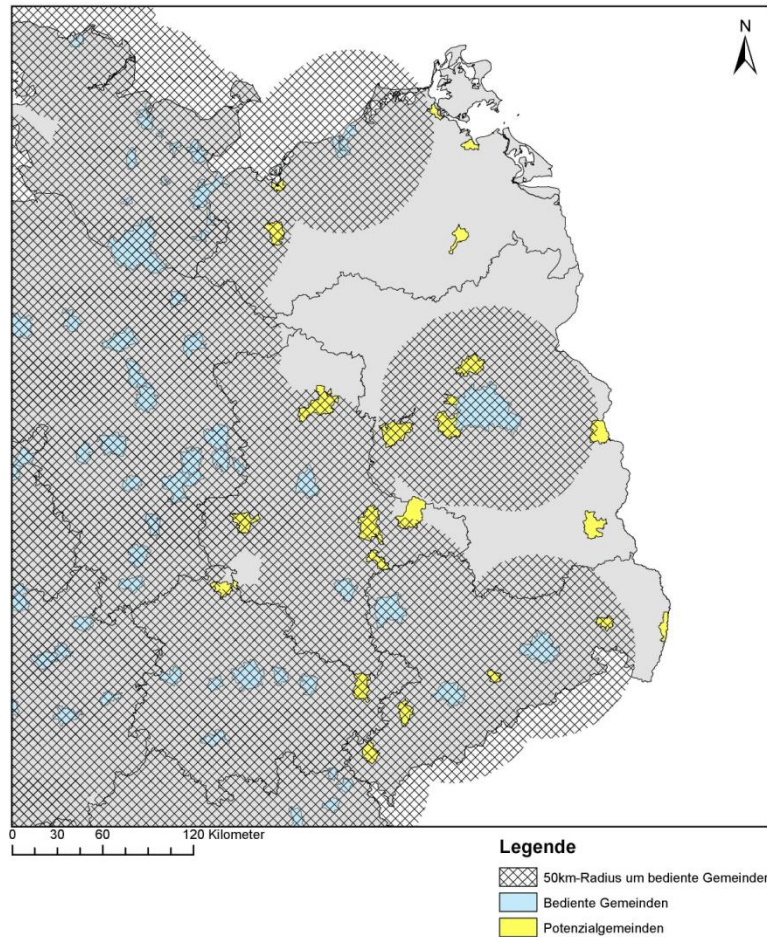 N
0 30 60 120 Kilometer
Legende
50km-Radius um bediente Gemeinden
Bediente Gemeinden
Potenzialgemeinden